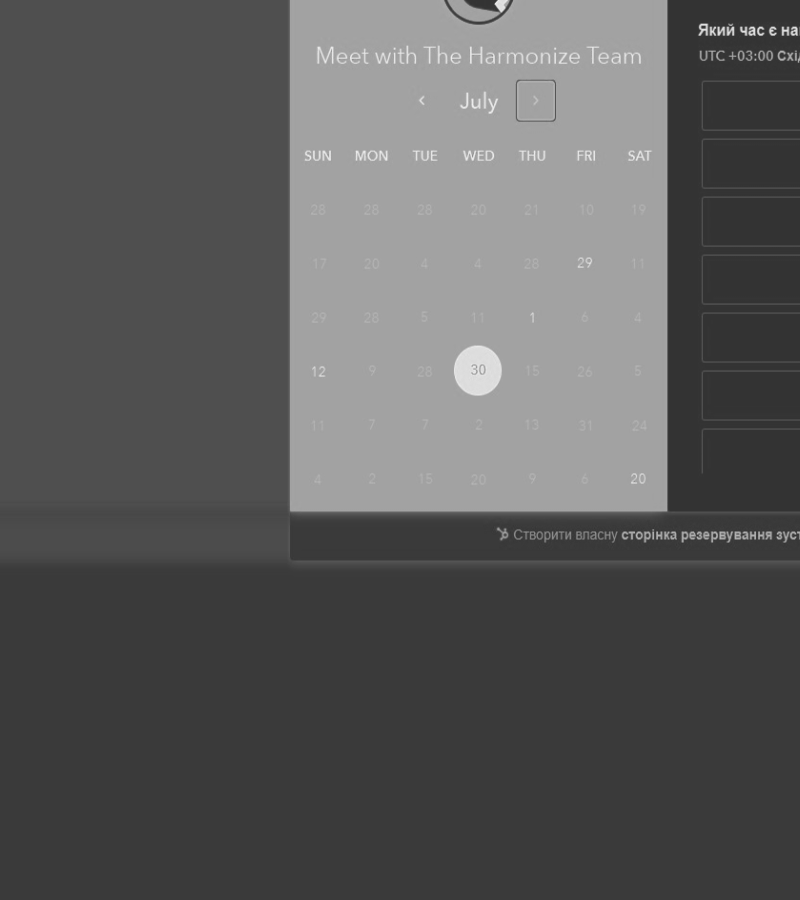 Meet with The Harmonize Team
July
SUN MON TUE WED THU FRI SAT
28 28 28 20 21 10 19
17 20 4 4 28 29 11
29 28 5 11 1 6 4
12 9 28 30 15 26 5
11 7 7 2 13 31 24
4 2 15 20 9 6 20
Який час є на
UTC +03:00 Схі
Створити власну сторінка резервування зуст